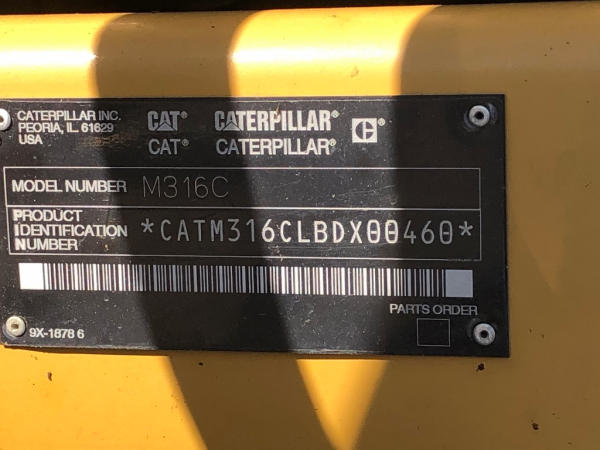 CATERPILLAR INC.
PEORIA, IL. 61629
USA
CAT® CATERPILLAR® C
CAT® CATERPILLAR®
MODEL NUMBER M316C
PRODUCT
IDENTIFICATION
NUMBER
*CATM316CLBDX00460*
PARTS ORDER
9X-1878 6